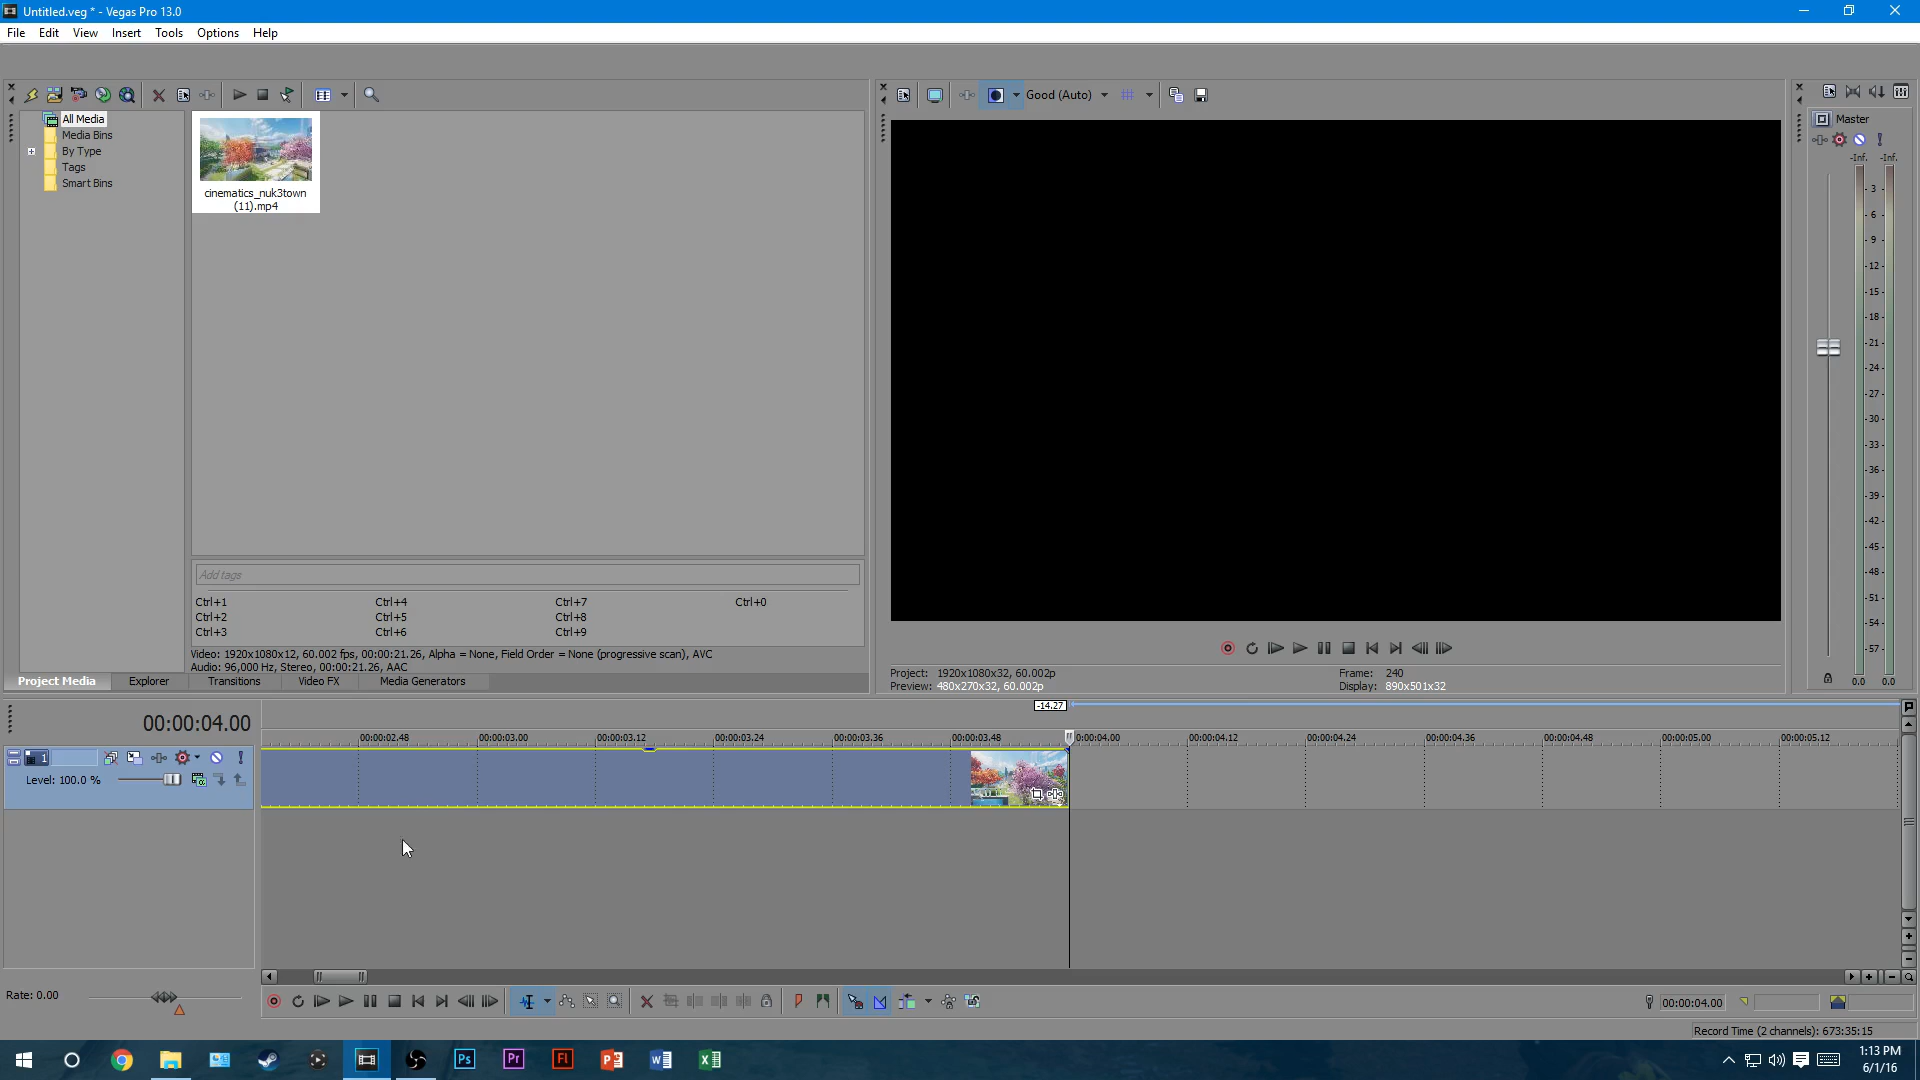 Untitled.veg * - Vegas Pro 13.0
File Edit View Insert Tools Options Help
Good (Auto)
All Media
Media Bins
By Type
Tags
Smart Bins
cinematics_nuk3town
(11).mp4
Master
-Inf. -Inf.
3
6
9
12
15
18
21
24
27
30
33
36
39
42
45
48
51
54
57
0.0 0.0
Add tags
Ctrl+1 Ctrl+4 Ctrl+7 Ctrl+0
Ctrl+2 Ctrl+5 Ctrl+8
Ctrl+3 Ctrl+6 Ctrl+9
Video: 1920x1080x12, 60.002 fps, 00:00:21.26, Alpha = None, Field Order = None (progressive scan), AVC
Audio: 96,000 Hz, Stereo, 00:00:21.26, AAC
Project Media Explorer Transitions Video FX Media Generators
Project: 1920x1080x32, 60.002p Frame: 240
Preview: 480x270x32, 60.002p Display: 890x501x32
-14.27
00:00:04.00
00:00:02.48 00:00:03.00 00:00:03.12 00:00:03.24 00:00:03.36 00:00:03.48 0:00:04.00 00:00:04.12 00:00:04.24 00:00:04.36 00:00:04.48 00:00:05.00 00:00:05.12
1
Level: 100.0 %
Rate: 0.00
00:00:04.00
Record Time (2 channels): 673:35:15
Ps Pr Fl
1:13 PM
6/1/16